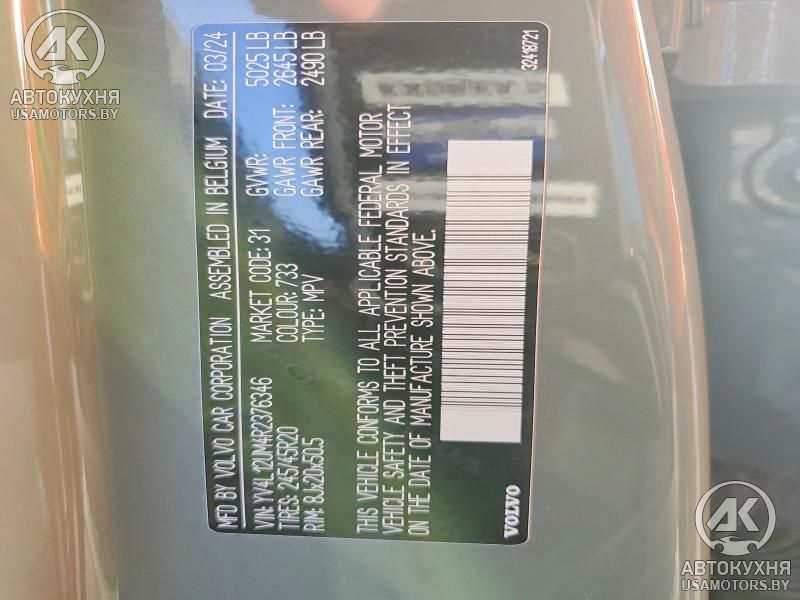 MFD BY VOLVO CAR CORPORATION ASSEMBLED IN BELGIUM DATE: 03/24
VIN: YV4L12UM4R2376346 MARKET CODE: 31 GVWR: 5025 LB
TIRES: 245/45R20 COLOUR: 733 GAWR FRONT: 2645 LB
RIM: 8Jx20x50.5 TYPE: MPV GAWR REAR: 2490 LB
THIS VEHICLE CONFORMS TO ALL APPLICABLE FEDERAL MOTOR
VEHICLE SAFETY AND THEFT PREVENTION STANDARDS IN EFFECT
ON THE DATE OF MANUFACTURE SHOWN ABOVE.
VOLVO 32418721
АК
АВТОКУХНЯ
USAMOTORS.BY
АК
АВТОКУХНЯ
USAMOTORS.BY